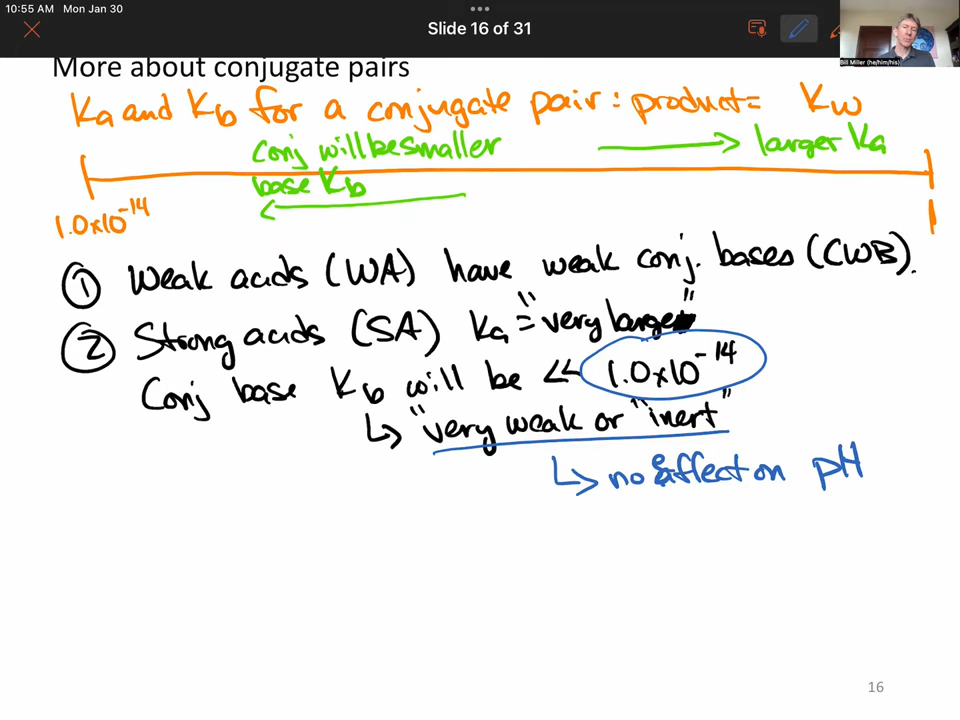 10:55 AM Mon Jan 30
Slide 16 of 31
Bill Miller (he/him/his)
More about conjugate pairs
Ka and Kb for a conjugate pair: product = Kw
conj will be smaller → larger Ka
base Kb
←
1.0x10^-14 1
① Weak acids (WA) have weak conj. bases (CWB).
② Strong acids (SA) Ka = "very large"
Conj base Kb will be << 1.0x10^-14
↳ "very weak or "inert"
↳ no effect on pH
16